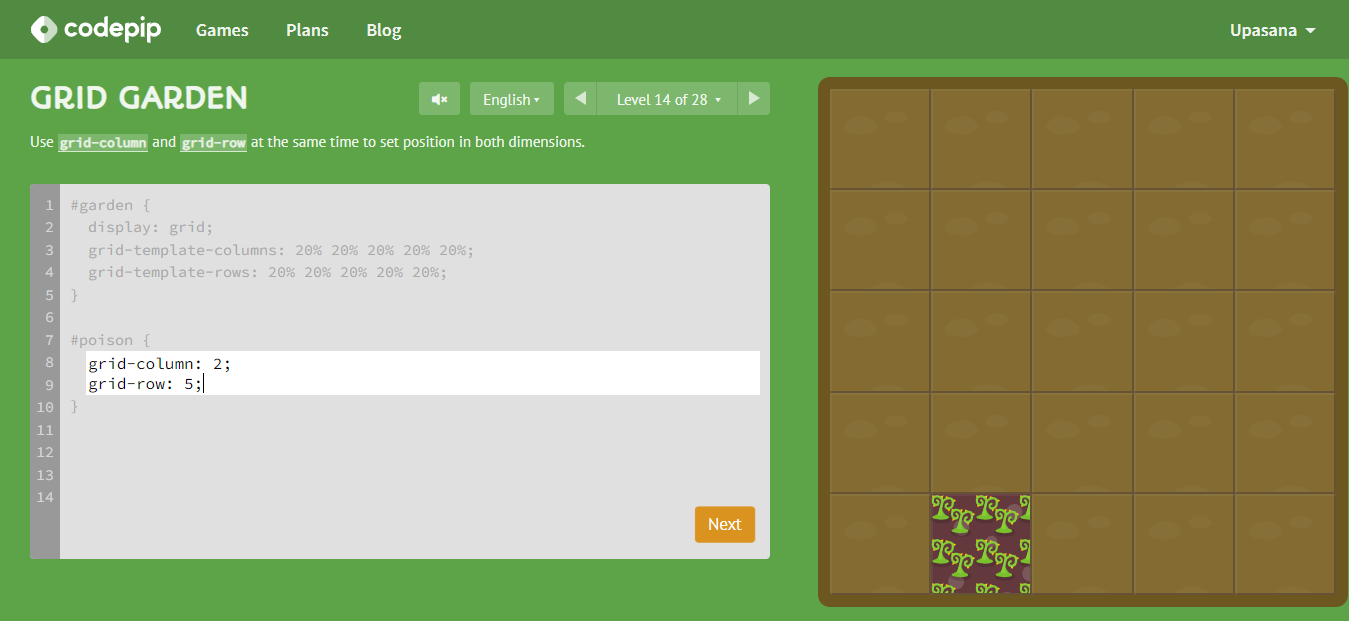 codepip Games Plans Blog Upasana
GRID GARDEN
English
Level 14 of 28
Use grid-column and grid-row at the same time to set position in both dimensions.
1 #garden {
2 display: grid;
3 grid-template-columns: 20% 20% 20% 20% 20%;
4 grid-template-rows: 20% 20% 20% 20% 20%;
5 }
6
7 #poison {
8 grid-column: 2;
9 grid-row: 5;
10 }
11
12
13
14
Next